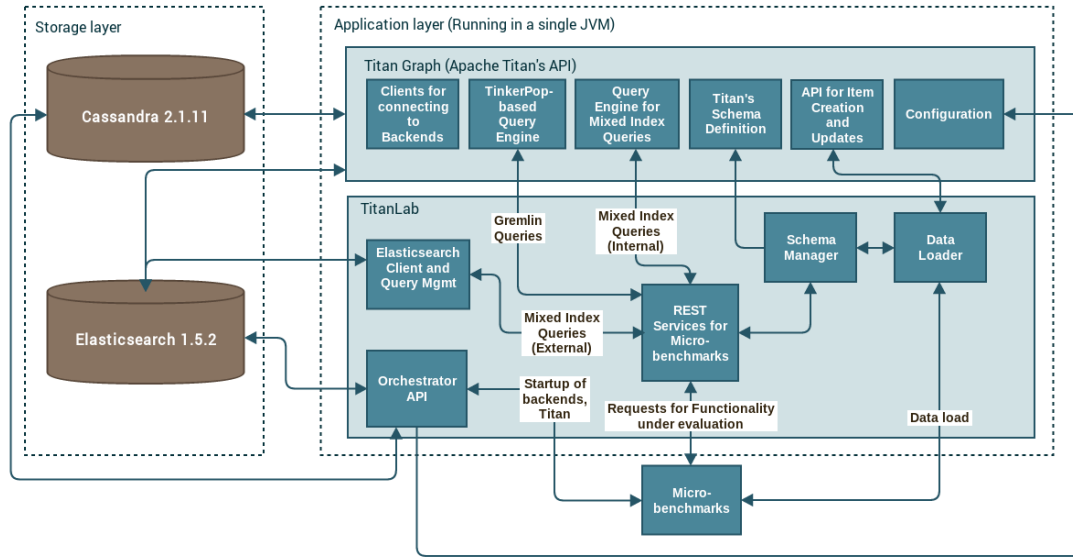 Storage layer
Cassandra 2.1.11
Elasticsearch 1.5.2
Application layer (Running in a single JVM)
Titan Graph (Apache Titan's API)
Clients for
connecting
to
Backends
TinkerPop-
based
Query
Engine
Query
Engine for
Mixed Index
Queries
Titan's
Schema
Definition
API for Item
Creation
and
Updates
Configuration
TitanLab
Gremlin
Queries
Mixed Index
Queries
(Internal)
Schema
Manager
Data
Loader
Elasticsearch
Client and
Query Mgmt
REST
Services for
Micro-
benchmarks
Mixed Index
Queries
(External)
Orchestrator
API
Startup of
backends,
Titan
Requests for Functionality
under evaluation
Data load
Micro-
benchmarks